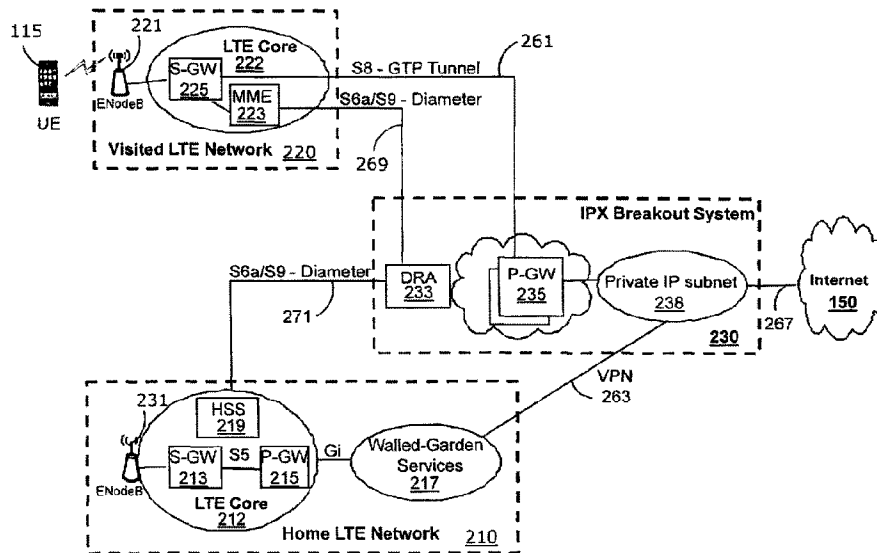 115
221
UE
ENodeB
LTE Core
222
S-GW
225
MME
223
Visited LTE Network 220
S8 - GTP Tunnel
261
S6a/S9 - Diameter
269
IPX Breakout System
S6a/S9 - Diameter
271
DRA
233
P-GW
235
Private IP subnet
238
230
Internet
150
267
VPN
263
231
ENodeB
HSS
219
S-GW
213
S5
P-GW
215
LTE Core
212
Gi
Walled-Garden
Services
217
Home LTE Network 210